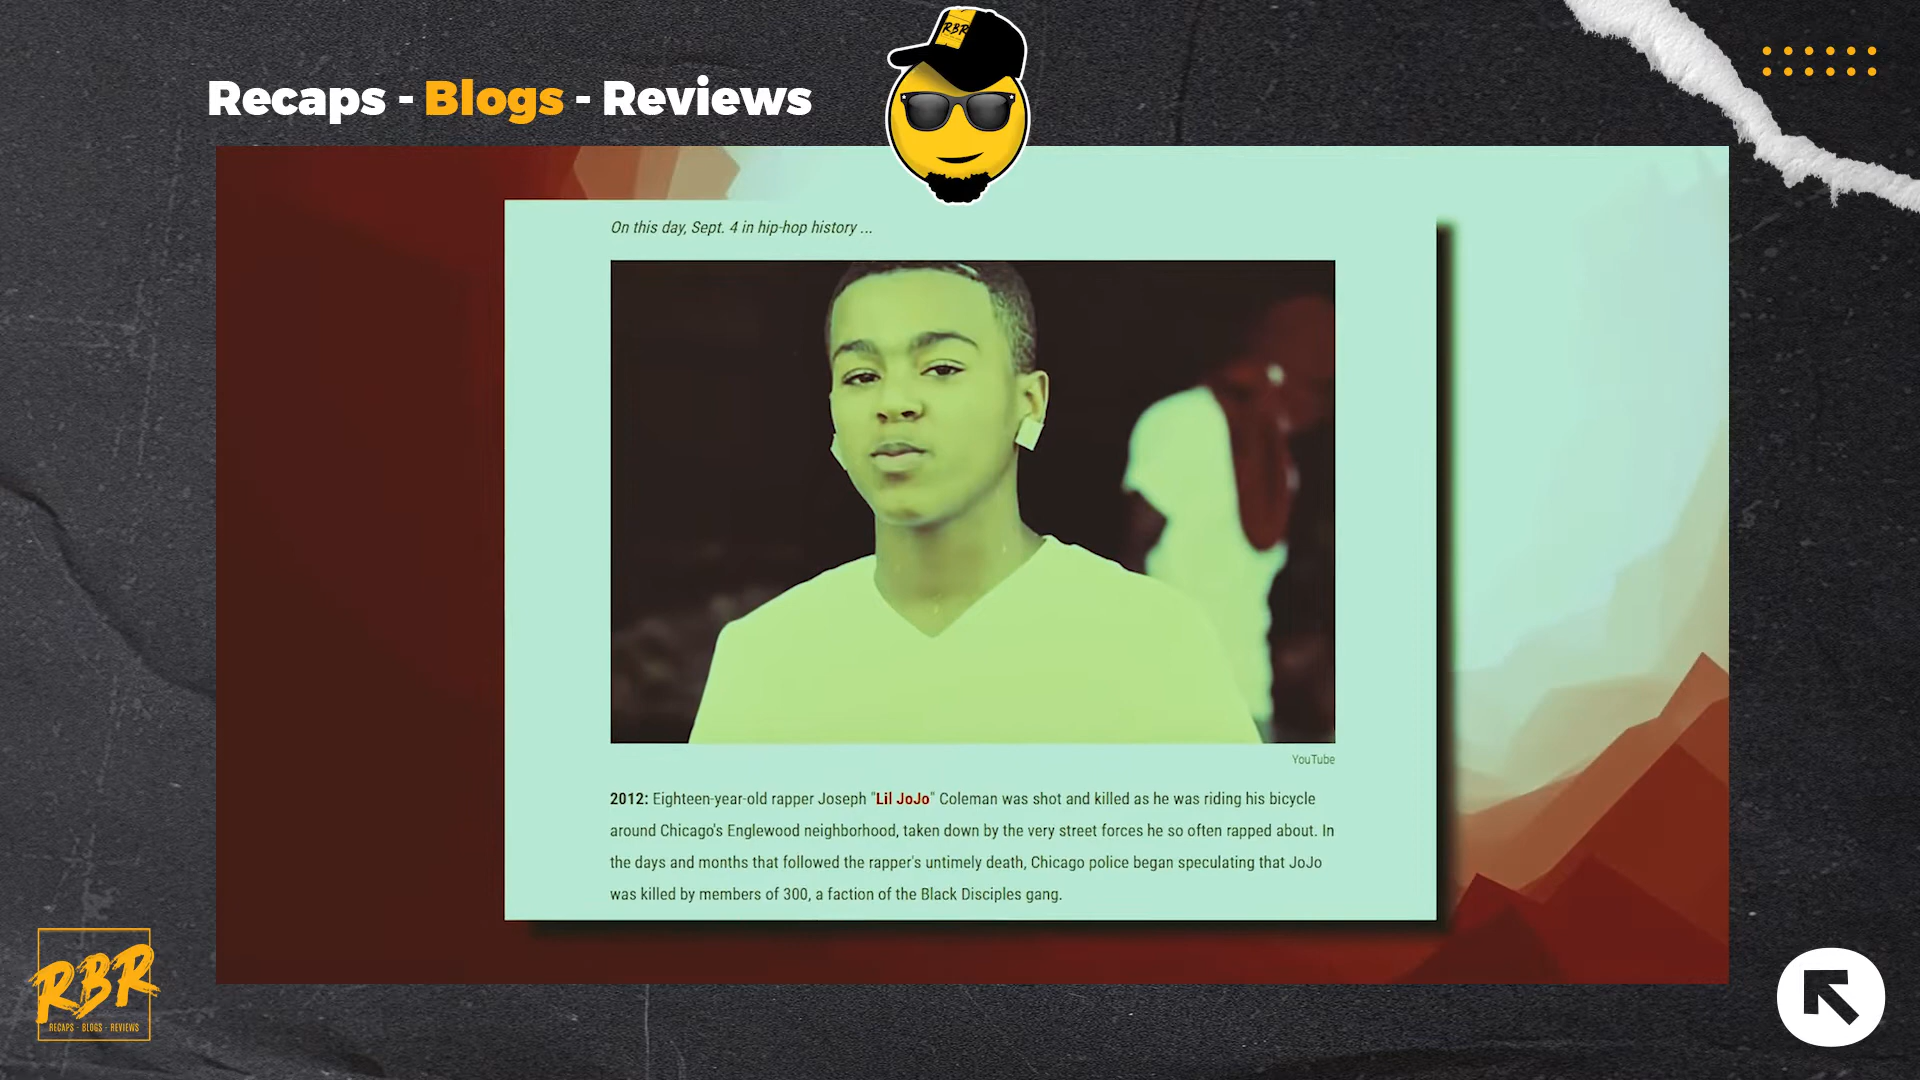 RBR
Recaps - Blogs - Reviews
On this day, Sept. 4 in hip-hop history ...
YouTube
2012: Eighteen-year-old rapper Joseph "Lil JoJo" Coleman was shot and killed as he was riding his bicycle
around Chicago's Englewood neighborhood, taken down by the very street forces he so often rapped about. In
the days and months that followed the rapper's untimely death, Chicago police began speculating that JoJo
was killed by members of 300, a faction of the Black Disciples gang.
RBR
RECAPS - BLOGS - REVIEWS